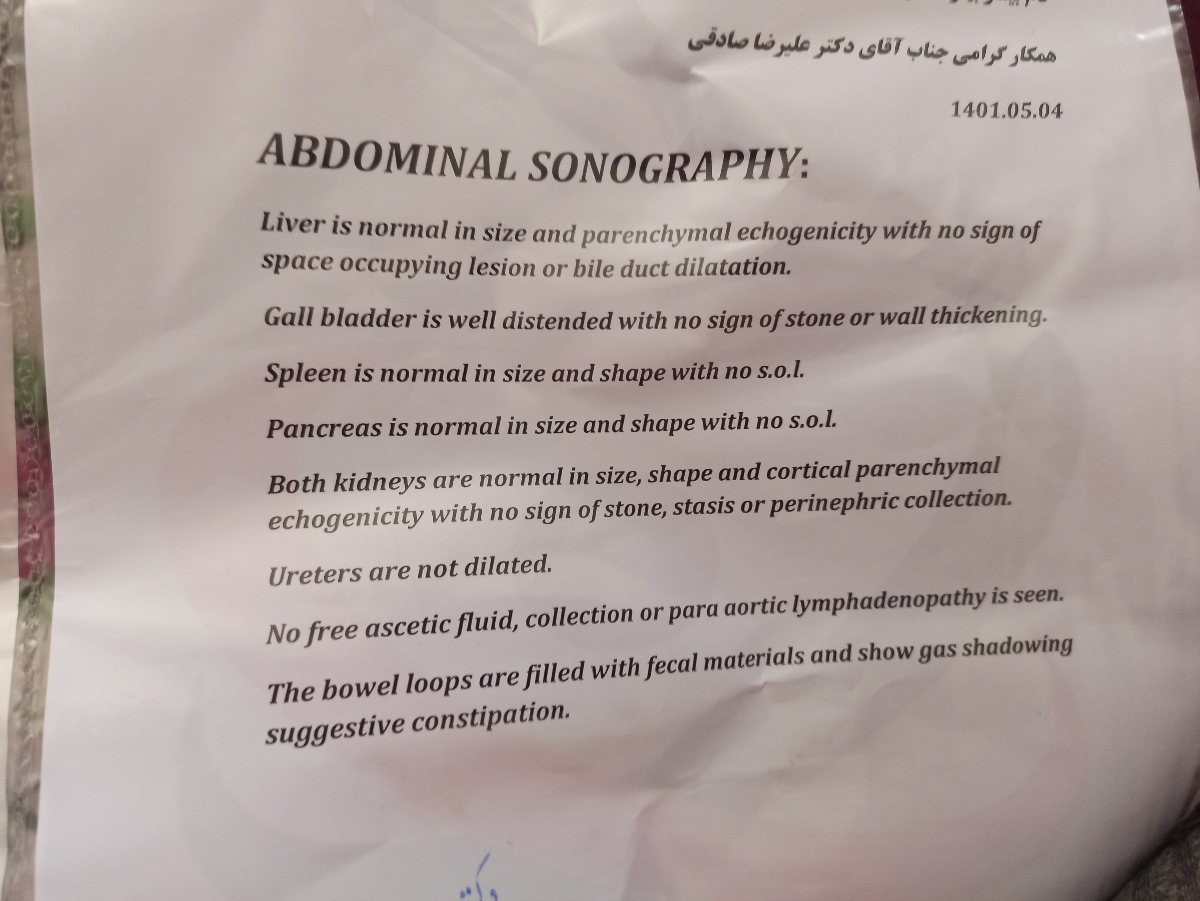 همکار گرامی جناب آقای دکتر علیرضا صادقی
1401.05.04
ABDOMINAL SONOGRAPHY:
Liver is normal in size and parenchymal echogenicity with no sign of
space occupying lesion or bile duct dilatation.
Gall bladder is well distended with no sign of stone or wall thickening.
Spleen is normal in size and shape with no s.o.l.
Pancreas is normal in size and shape with no s.o.l.
Both kidneys are normal in size, shape and cortical parenchymal
echogenicity with no sign of stone, stasis or perinephric collection.
Ureters are not dilated.
No free ascetic fluid, collection or para aortic lymphadenopathy is seen.
The bowel loops are filled with fecal materials and show gas shadowing
suggestive constipation.